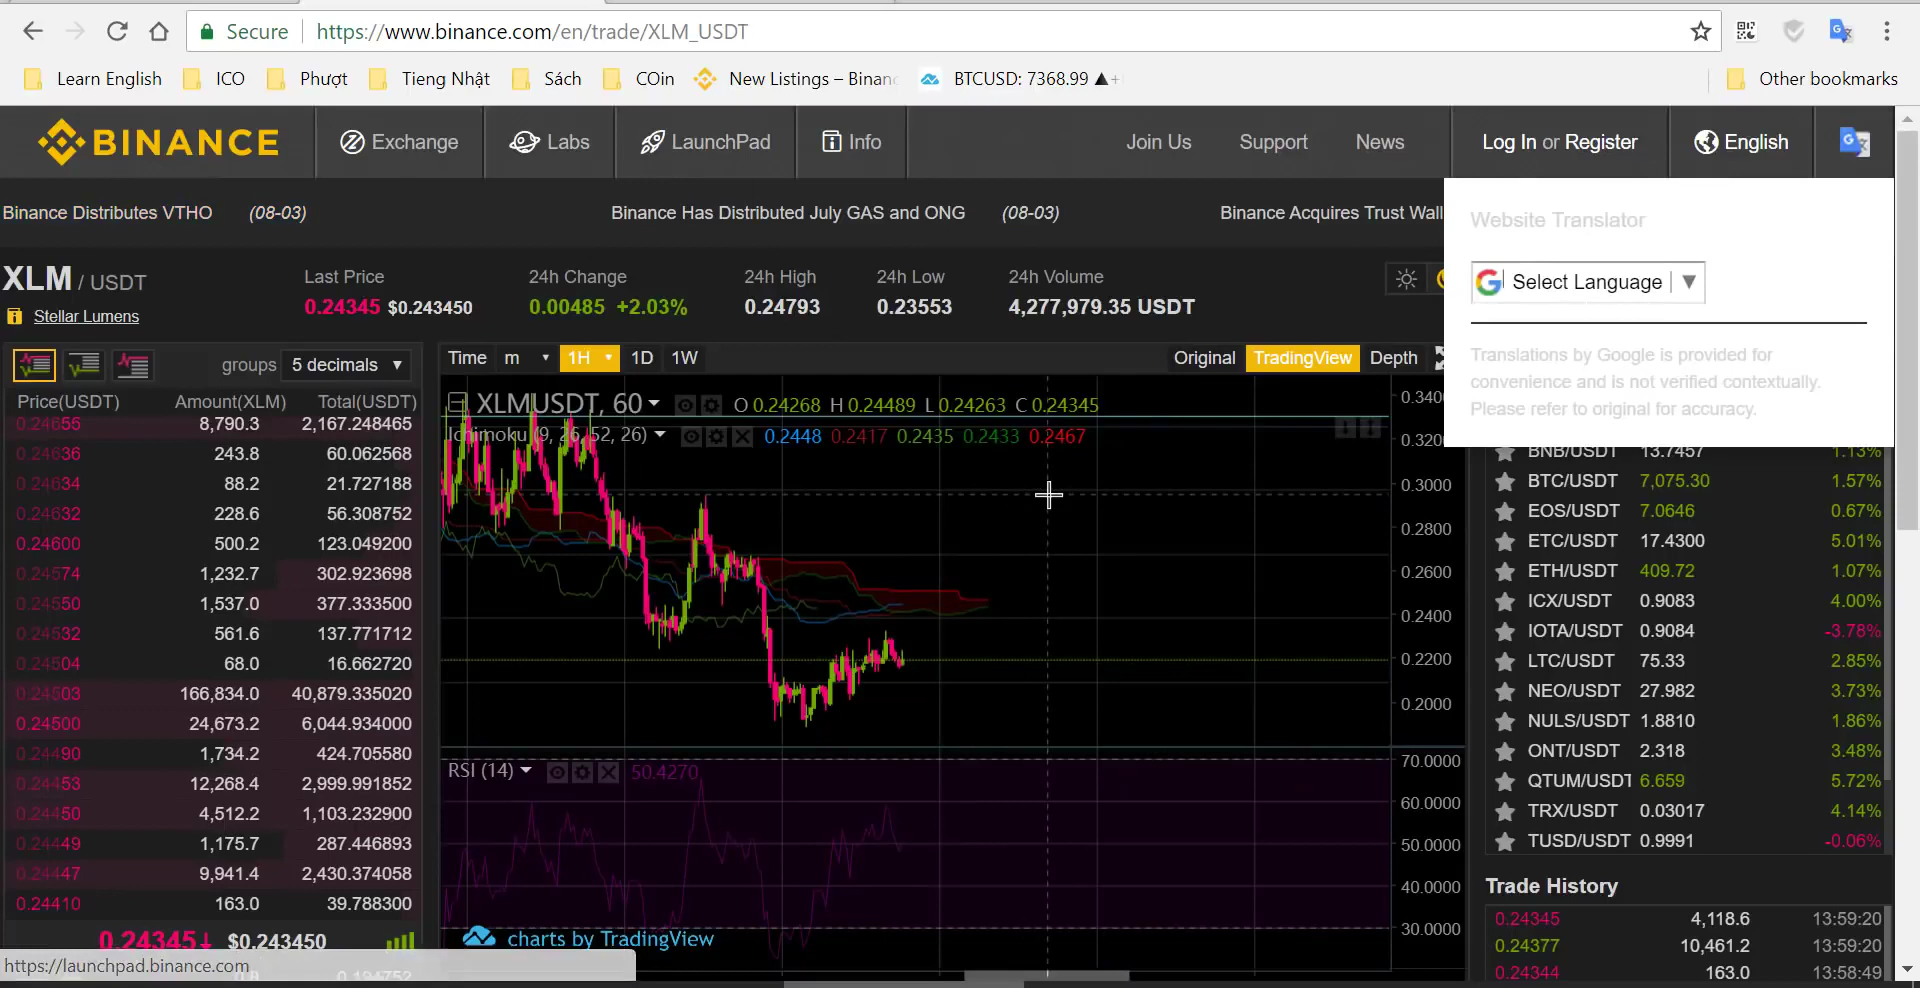 Secure https://www.binance.com/en/trade/XLM_USDT
Learn English ICO Phượt Tieng Nhật Sách COin New Listings – Binanc BTCUSD: 7368.99 ▲+ Other bookmarks
BINANCE Exchange Labs LaunchPad Info Join Us Support News Log In or Register English
Binance Distributes VTHO (08-03) Binance Has Distributed July GAS and ONG (08-03) Binance Acquires Trust Wall
Website Translator
Select Language ▼
Translations by Google is provided for
convenience and is not verified contextually.
Please refer to original for accuracy.
XLM / USDT
Stellar Lumens
Last Price 24h Change 24h High 24h Low 24h Volume
0.24345 $0.243450 0.00485 +2.03% 0.24793 0.23553 4,277,979.35 USDT
groups 5 decimals ▼
Price(USDT) Amount(XLM) Total(USDT)
0.24656 8,790.3 2,167.248465
0.24636 243.8 60.062568
0.24634 88.2 21.727188
0.24632 228.6 56.308752
0.24600 500.2 123.049200
0.24574 1,232.7 302.923698
0.24550 1,537.0 377.333500
0.24532 561.6 137.771712
0.24504 68.0 16.662720
0.24503 166,834.0 40,879.335020
0.24500 24,673.2 6,044.934000
0.24490 1,734.2 424.705580
0.24453 12,268.4 2,999.991852
0.24450 4,512.2 1,103.232900
0.24449 1,175.7 287.446893
0.24447 9,941.4 2,430.374058
0.24410 163.0 39.788300
0.24345↓ $0.243450
https://launchpad.binance.com
Time m 1H 1D 1W Original TradingView Depth
XLMUSDT, 60 O 0.24268 H 0.24489 L 0.24263 C 0.24345
Ichimoku (9, 26, 52, 26) 0.2448 0.2417 0.2435 0.2433 0.2467
0.3400
0.3200
0.3000
0.2800
0.2600
0.2400
0.2200
0.2000
RSI (14) 50.4270
70.0000
60.0000
50.0000
40.0000
30.0000
charts by TradingView
BNB/USDT 13.7457 1.13%
BTC/USDT 7,075.30 1.57%
EOS/USDT 7.0646 0.67%
ETC/USDT 17.4300 5.01%
ETH/USDT 409.72 1.07%
ICX/USDT 0.9083 4.00%
IOTA/USDT 0.9084 -3.78%
LTC/USDT 75.33 2.85%
NEO/USDT 27.982 3.73%
NULS/USDT 1.8810 1.86%
ONT/USDT 2.318 3.48%
QTUM/USDT 6.659 5.72%
TRX/USDT 0.03017 4.14%
TUSD/USDT 0.9991 -0.06%
Trade History
0.24345 4,118.6 13:59:20
0.24377 10,461.2 13:59:20
0.24344 163.0 13:58:49